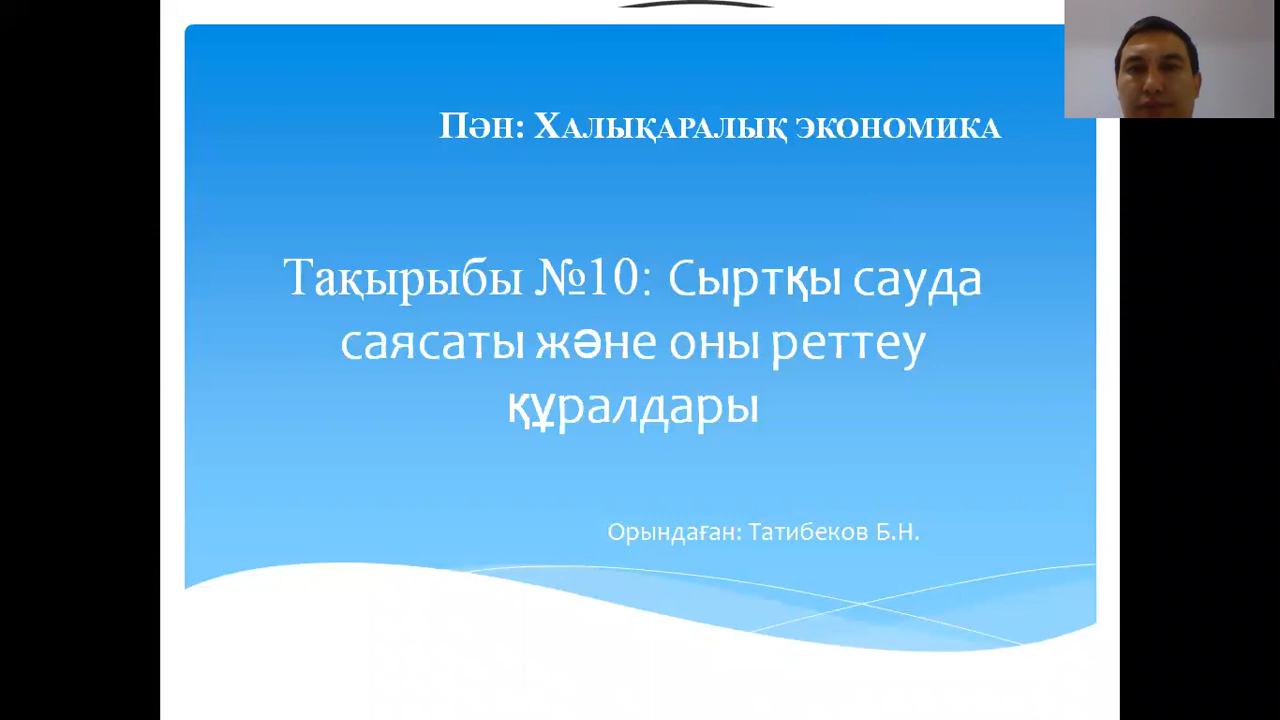 Пән: Халықаралық экономика
Тақырыбы №10: Сыртқы сауда
саясаты және оны реттеу
құралдары
Орындаған: Татибеков Б.Н.